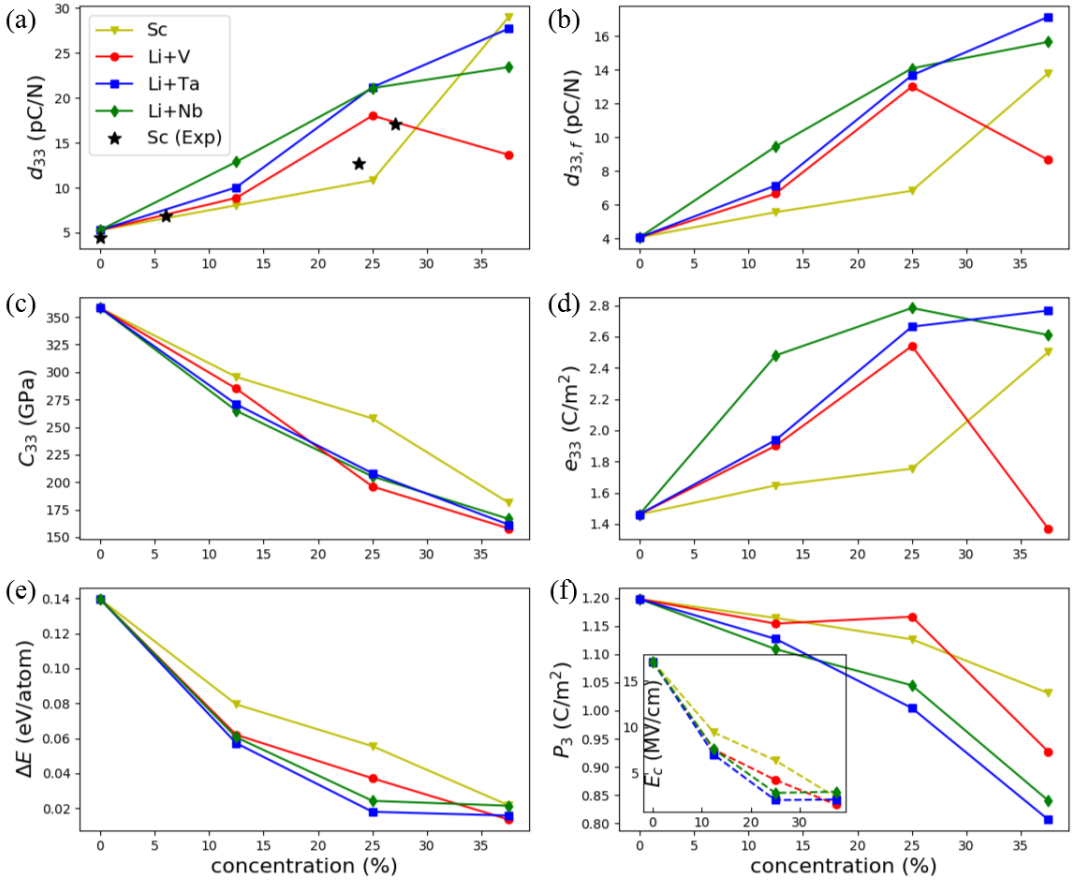 (a)
30
25
20
15
10
5
d33 (pC/N)
Sc
Li+V
Li+Ta
Li+Nb
Sc (Exp)
0 5 10 15 20 25 30 35
(b)
16
14
12
10
8
6
4
d33,f (pC/N)
0 5 10 15 20 25 30 35
(c)
350
325
300
275
250
225
200
175
150
C33 (GPa)
0 5 10 15 20 25 30 35
(d)
2.8
2.6
2.4
2.2
2.0
1.8
1.6
1.4
e33 (C/m²)
0 5 10 15 20 25 30 35
(e)
0.14
0.12
0.10
0.08
0.06
0.04
0.02
ΔE (eV/atom)
0 5 10 15 20 25 30 35
concentration (%)
(f)
1.20
1.15
1.10
1.05
1.00
0.95
0.90
0.85
0.80
P3 (C/m²)
15
10
5
Ec (MV/cm)
0 10 20 30
0 5 10 15 20 25 30 35
concentration (%)